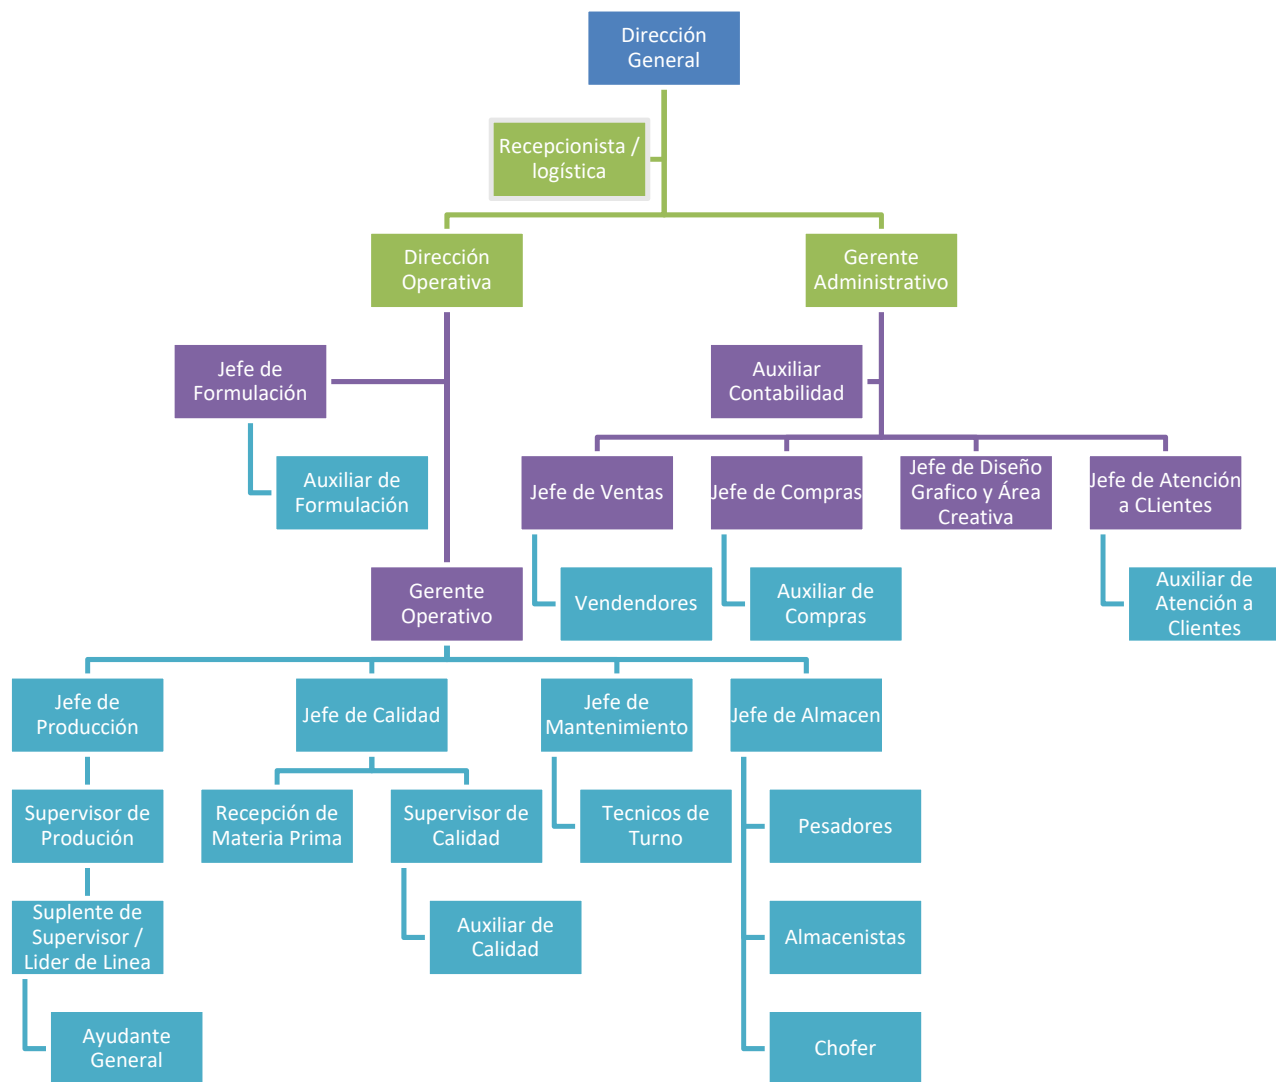 Dirección
General
Recepcionista /
logística
Dirección
Operativa
Gerente
Administrativo
Jefe de
Formulación
Auxiliar
Contabilidad
Auxiliar de
Formulación
Jefe de Ventas
Jefe de Compras
Jefe de Diseño
Grafico y Área
Creativa
Jefe de Atención
a CLientes
Gerente
Operativo
Vendendores
Auxiliar de
Compras
Auxiliar de
Atención a
Clientes
Jefe de
Producción
Jefe de Calidad
Jefe de
Mantenimiento
Jefe de Almacen
Supervisor de
Produción
Recepción de
Materia Prima
Supervisor de
Calidad
Tecnicos de
Turno
Pesadores
Suplente de
Supervisor /
Lider de Linea
Auxiliar de
Calidad
Almacenistas
Ayudante
General
Chofer